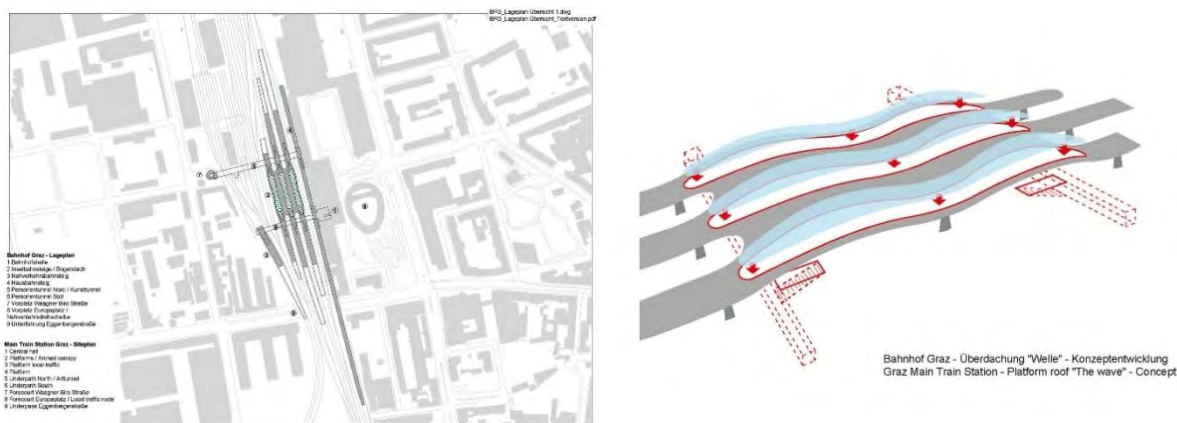 BFG_Lageplan Übersicht 1.dwg
BFG_Lageplan Übersicht_Textversion.pdf
Bahnhof Graz - Lageplan
1 Bahnhofshalle
2 Inselbahnsteige / Bogendach
3 Nahverkehrsbahnsteig
4 Hausbahnsteig
5 Personentunnel Nord / Kunsttunnel
6 Personentunnel Süd
7 Vorplatz Waagner Biro Straße
8 Vorplatz Europaplatz /
Nahverkehrsdrehscheibe
9 Unterführung Eggenbergerstraße
Main Train Station Graz - Siteplan
1 Central hall
2 Platforms / Arched canopy
3 Platform local traffic
4 Platform
5 Underpath North / Arttunnel
6 Underpath South
7 Forecourt Waagner Biro Straße
8 Forecourt Europaplatz / Local traffic node
9 Underpass Eggenbergerstraße
Bahnhof Graz - Überdachung "Welle" - Konzeptentwicklung
Graz Main Train Station - Platform roof "The wave" - Concept